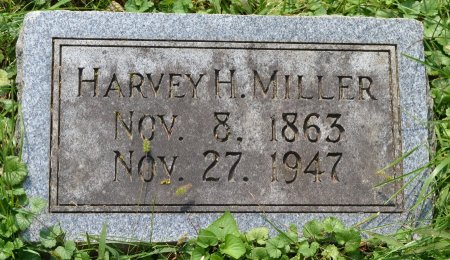 HARVEY H. MILLER
NOV. 8. 1863
NOV. 27. 1947